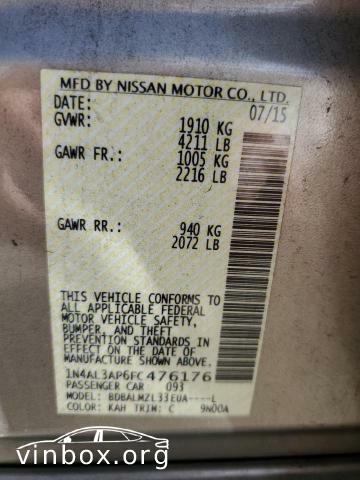 MFD BY NISSAN MOTOR CO., LTD.
DATE: 07/15
GVWR: 1910 KG
4211 LB
GAWR FR.: 1005 KG
2216 LB
GAWR RR.: 940 KG
2072 LB
THIS VEHICLE CONFORMS TO
ALL APPLICABLE FEDERAL
MOTOR VEHICLE SAFETY,
BUMPER, AND THEFT
PREVENTION STANDARDS IN
EFFECT ON THE DATE OF
MANUFACTURE SHOWN ABOVE.
1N4AL3AP6FC476176
PASSENGER CAR 093
MODEL: BDBALMZL33EUA----L
COLOR: KAH TRIM: C 9N00A
vinbox.org